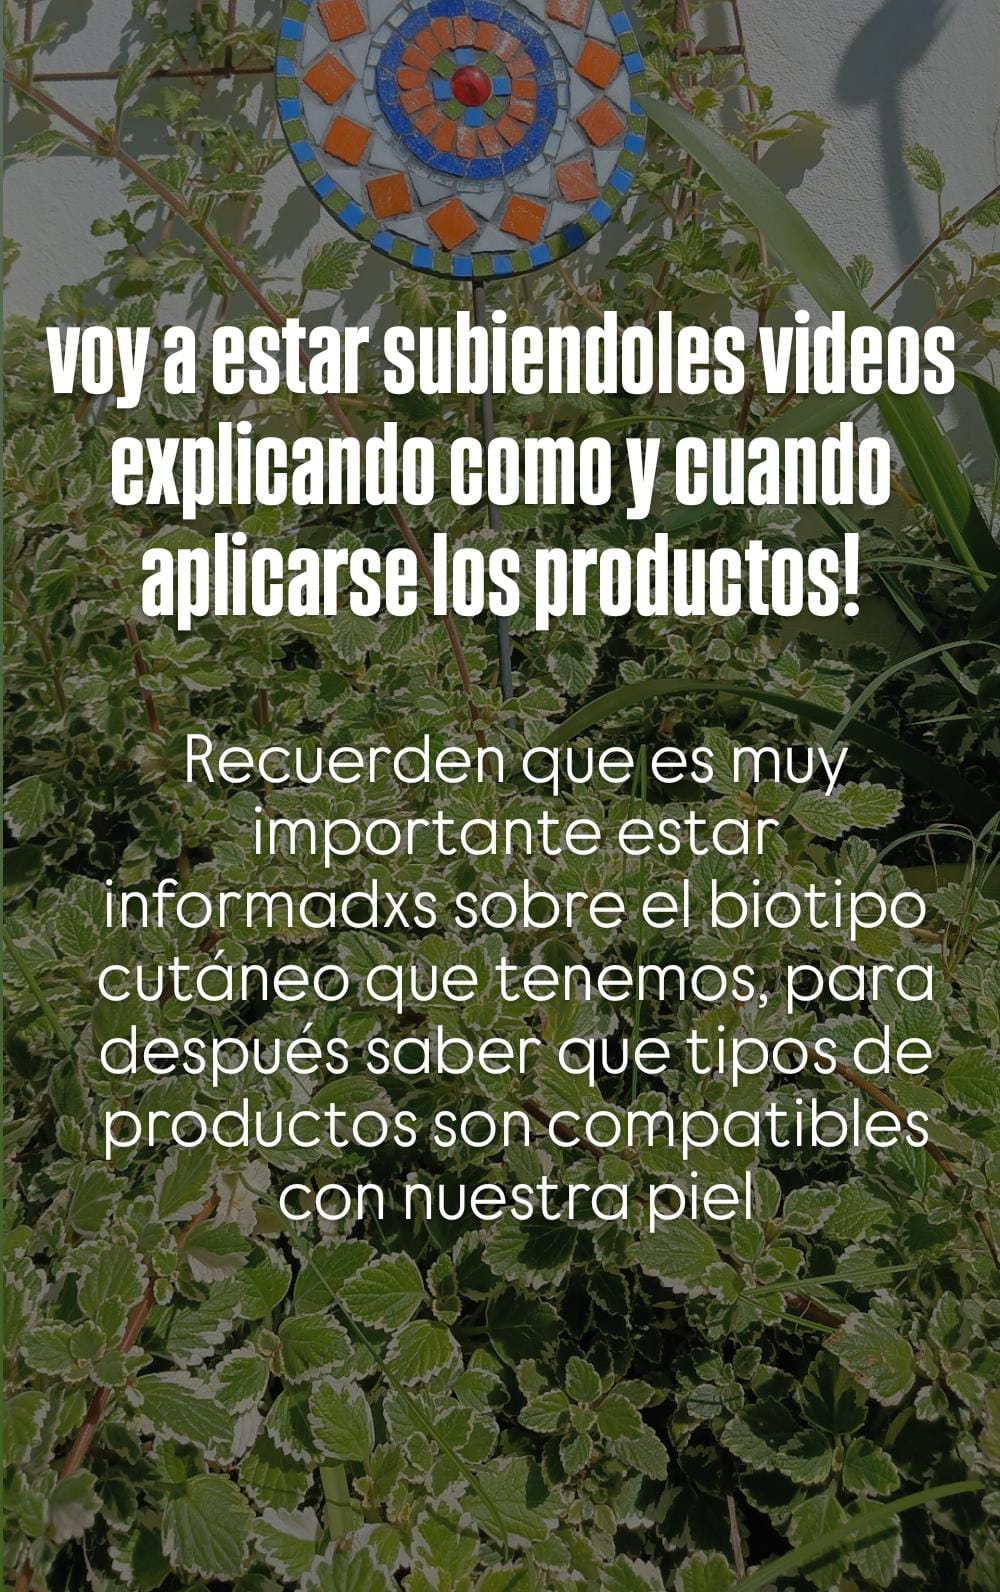 voy a estar subiendoles videos
explicando como y cuando
aplicarse los productos!
Recuerden que es muy
importante estar
informadxs sobre el biotipo
cutáneo que tenemos, para
después saber que tipos de
productos son compatibles
con nuestra piel